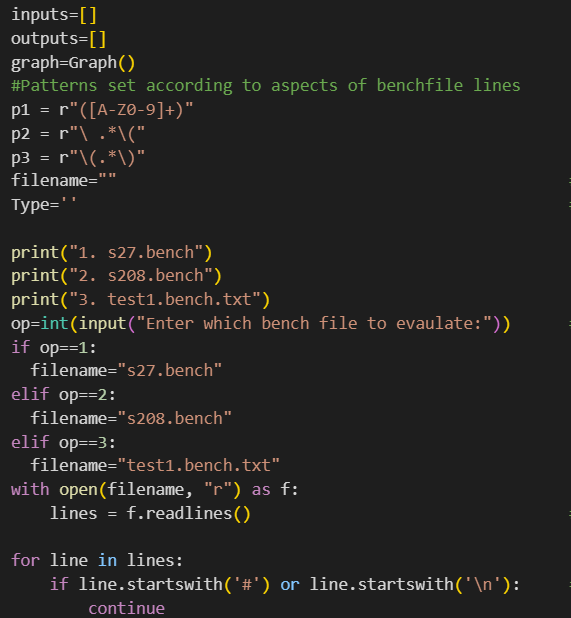 inputs=[]
outputs=[]
graph=Graph()
#Patterns set according to aspects of benchfile lines
p1 = r"([A-Z0-9]+)"
p2 = r"\ .*\("
p3 = r"\(.*\)"
filename=""
Type=''

print("1. s27.bench")
print("2. s208.bench")
print("3. test1.bench.txt")
op=int(input("Enter which bench file to evaulate:"))
if op==1:
  filename="s27.bench"
elif op==2:
  filename="s208.bench"
elif op==3:
  filename="test1.bench.txt"
with open(filename, "r") as f:
    lines = f.readlines()

for line in lines:
    if line.startswith('#') or line.startswith('\n'):
        continue